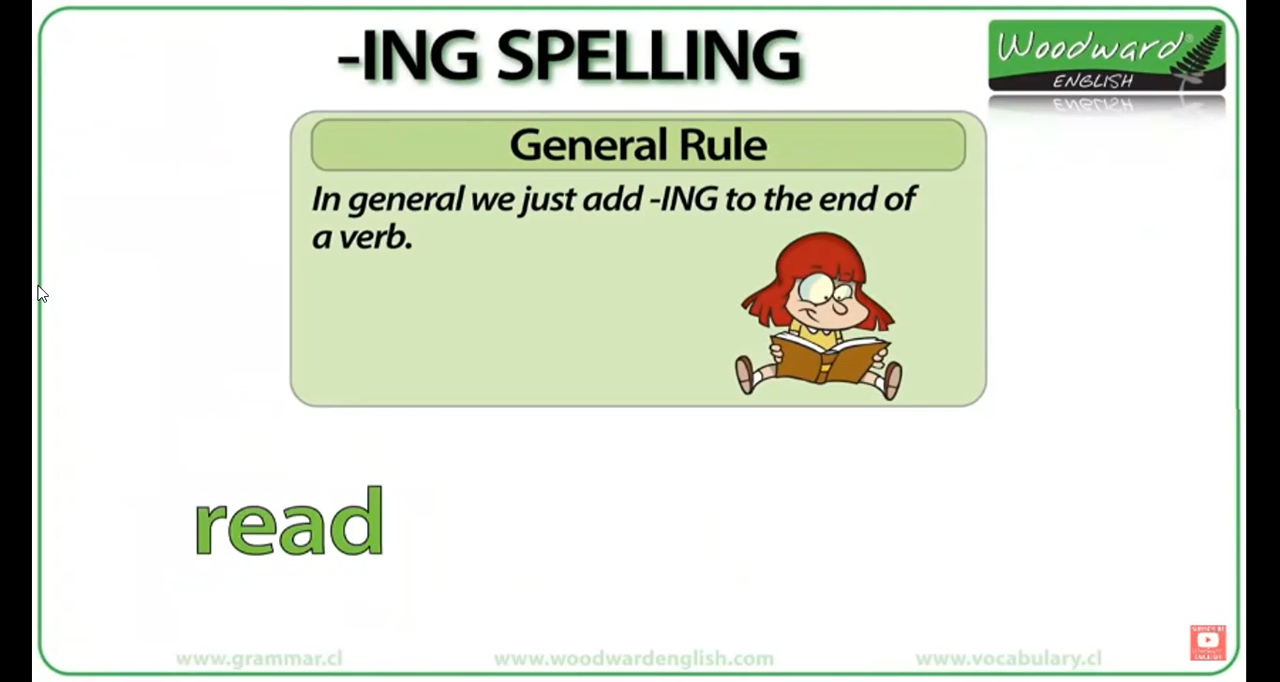 -ING SPELLING
Woodward
ENGLISH
General Rule
In general we just add -ING to the end of
a verb.
read
www.grammar.cl
www.woodwardenglish.com
www.vocabulary.cl